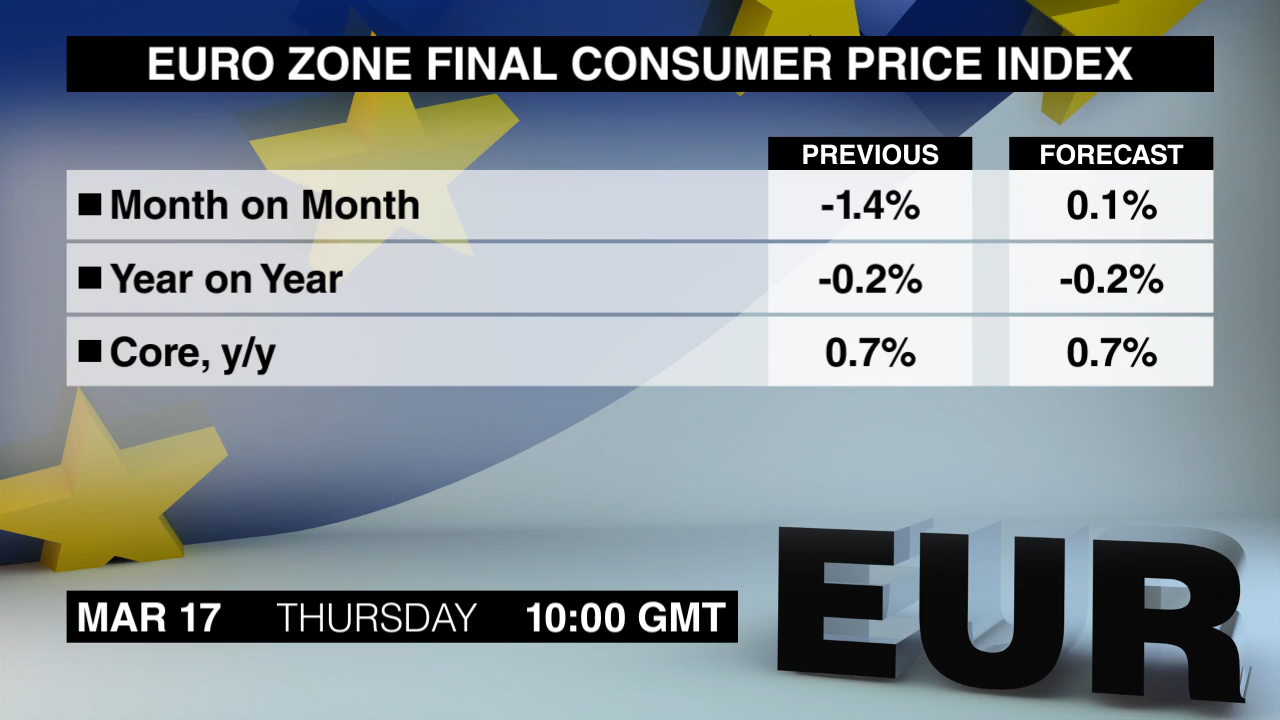 EURO ZONE FINAL CONSUMER PRICE INDEX
PREVIOUS FORECAST
Month on Month -1.4% 0.1%
Year on Year -0.2% -0.2%
Core, y/y 0.7% 0.7%
MAR 17 THURSDAY 10:00 GMT
EUR